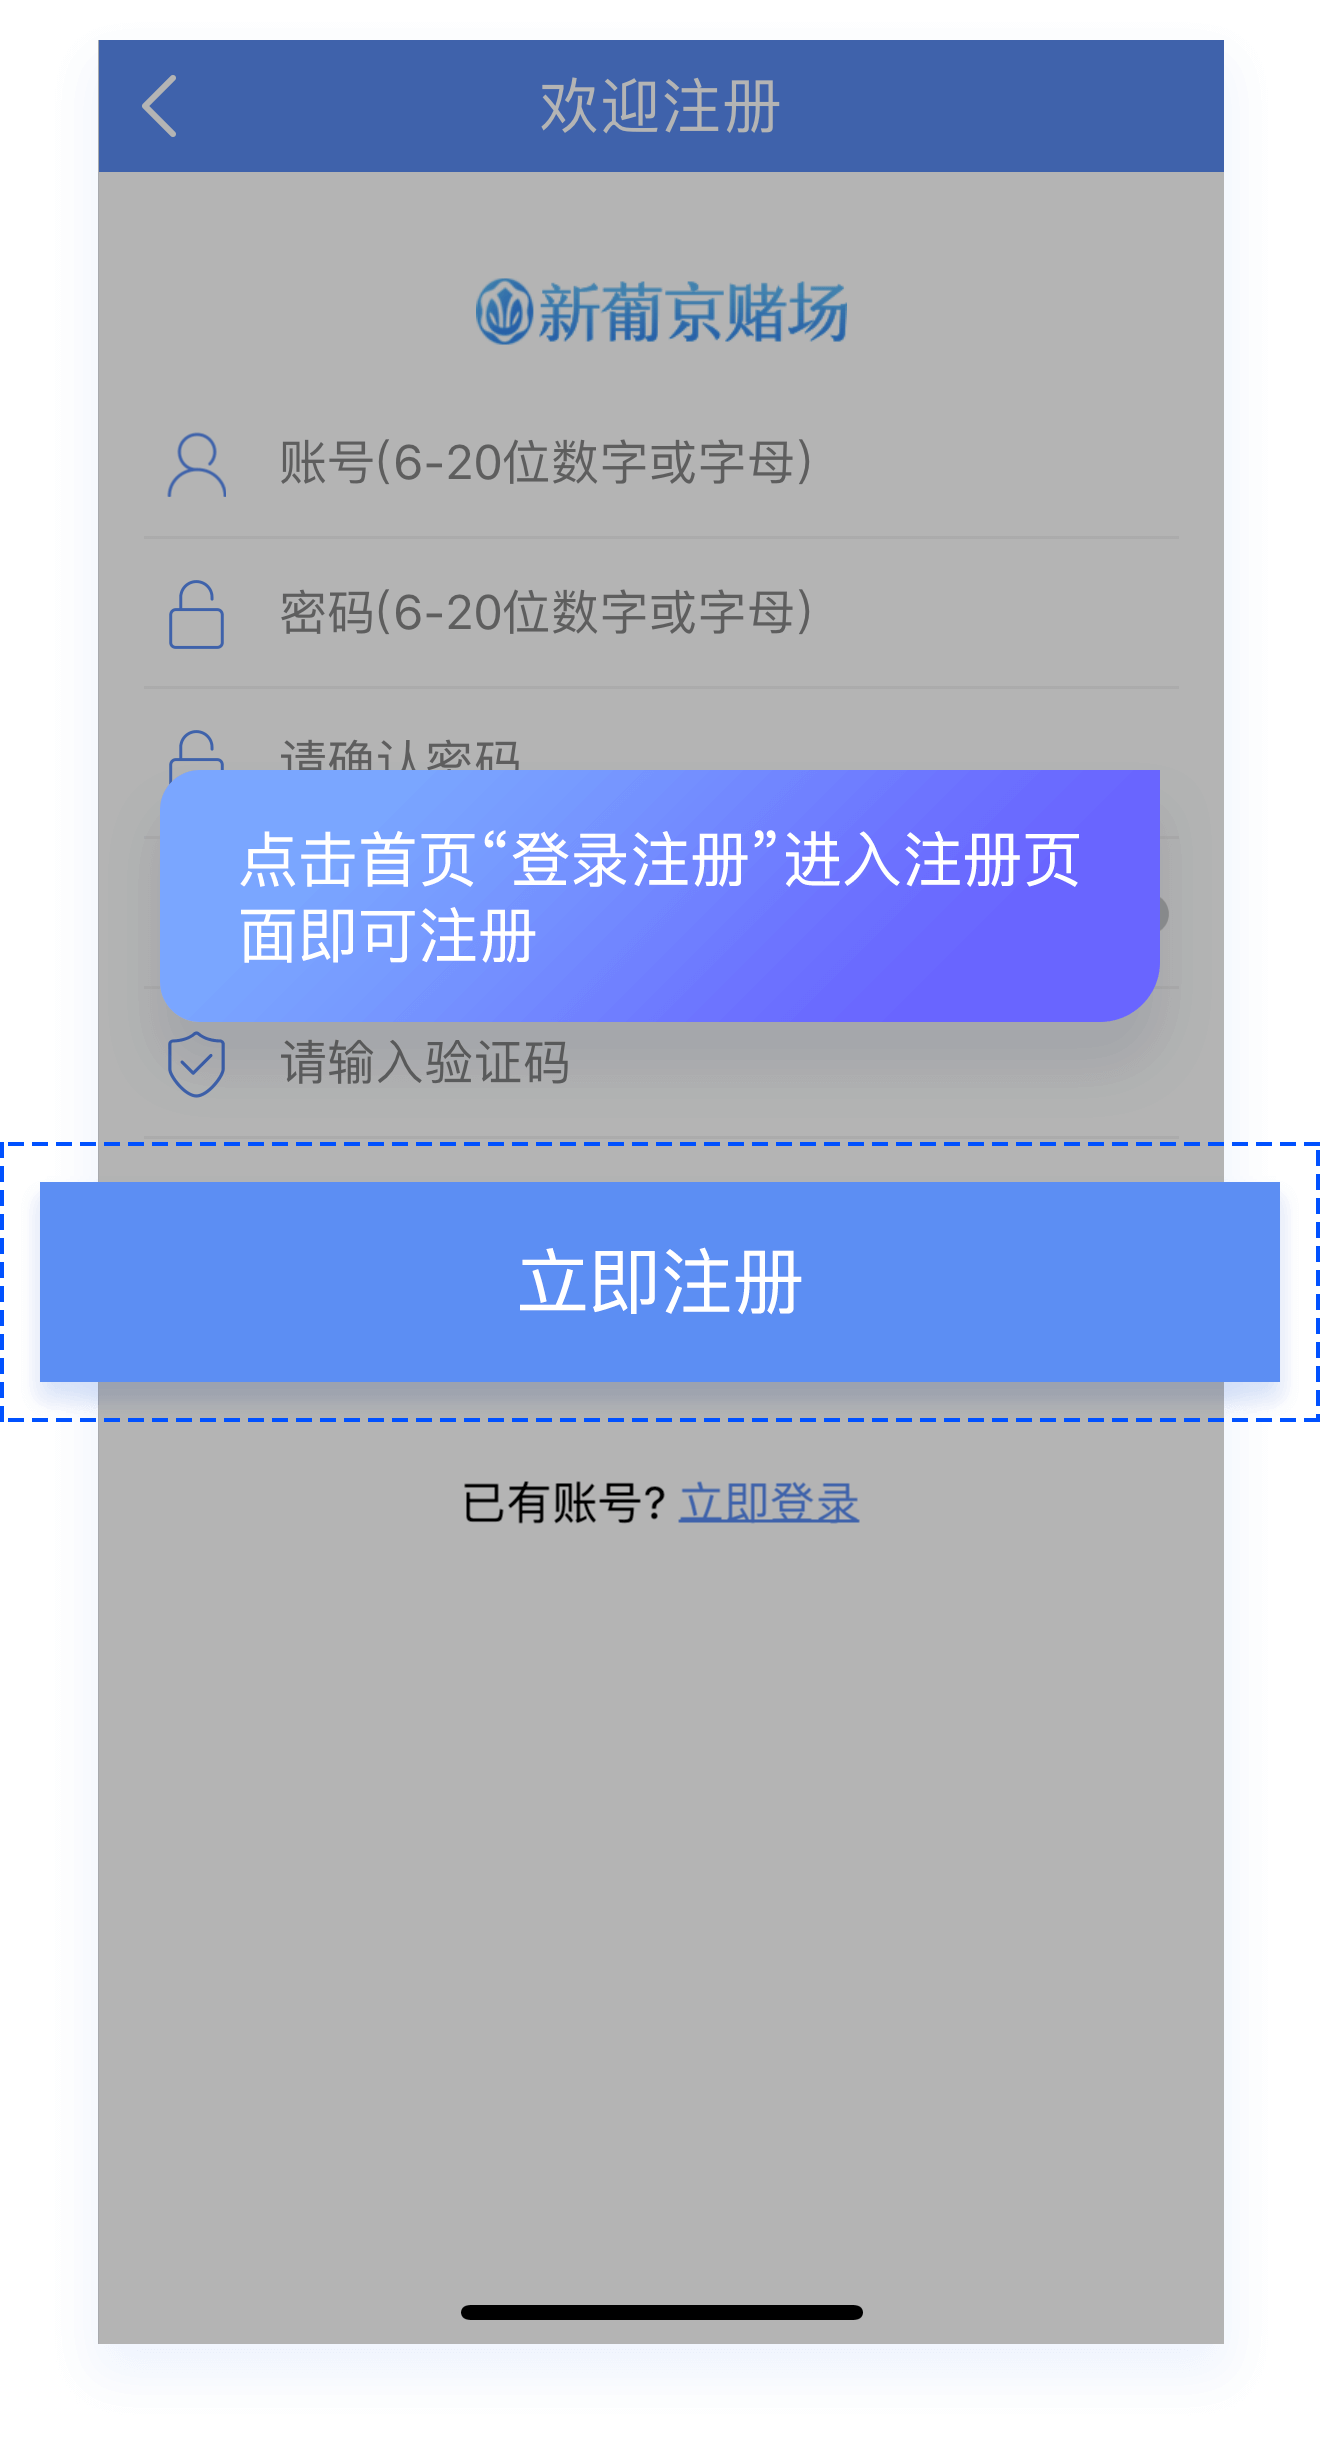 欢迎注册
新葡京赌场
账号(6-20位数字或字母)
密码(6-20位数字或字母)
请确认密码
点击首页“登录注册”进入注册页
面即可注册
请输入验证码
立即注册
已有账号? 立即登录